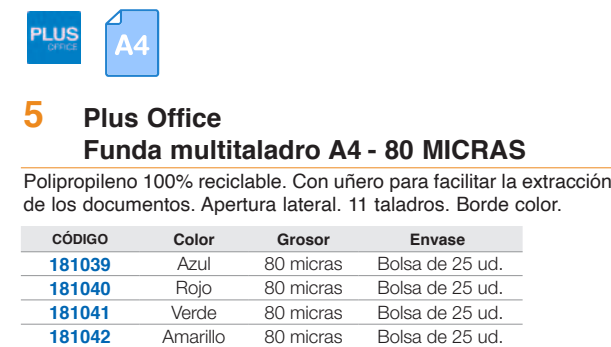 PLUS
OFFICE
A4
5 Plus Office
Funda multitaladro A4 - 80 MICRAS
Polipropileno 100% reciclable. Con uñero para facilitar la extracción
de los documentos. Apertura lateral. 11 taladros. Borde color.
CÓDIGO Color Grosor Envase
181039 Azul 80 micras Bolsa de 25 ud.
181040 Rojo 80 micras Bolsa de 25 ud.
181041 Verde 80 micras Bolsa de 25 ud.
181042 Amarillo 80 micras Bolsa de 25 ud.